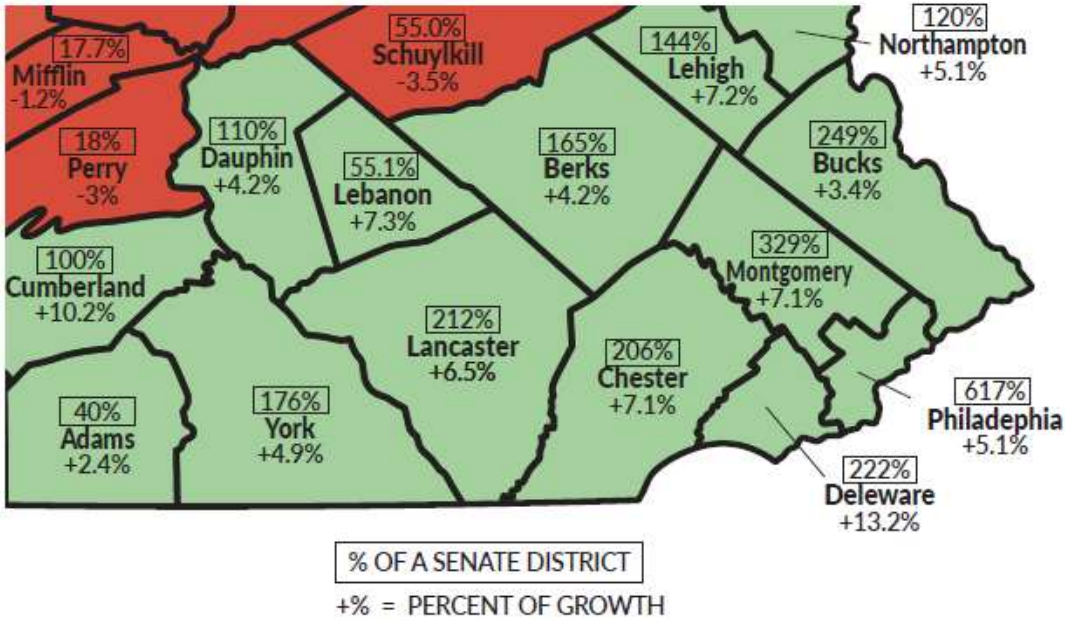 120%
Northampton
+5.1%
55.0%
Schuylkill
-3.5%
17.7%
Mifflin
-1.2%
144%
Lehigh
+7.2%
18%
Perry
-3%
110%
Dauphin
+4.2%
55.1%
Lebanon
+7.3%
165%
Berks
+4.2%
249%
Bucks
+3.4%
100%
Cumberland
+10.2%
329%
Montgomery
+7.1%
212%
Lancaster
+6.5%
206%
Chester
+7.1%
40%
Adams
+2.4%
176%
York
+4.9%
617%
Philadephia
+5.1%
222%
Deleware
+13.2%
% OF A SENATE DISTRICT
+% = PERCENT OF GROWTH